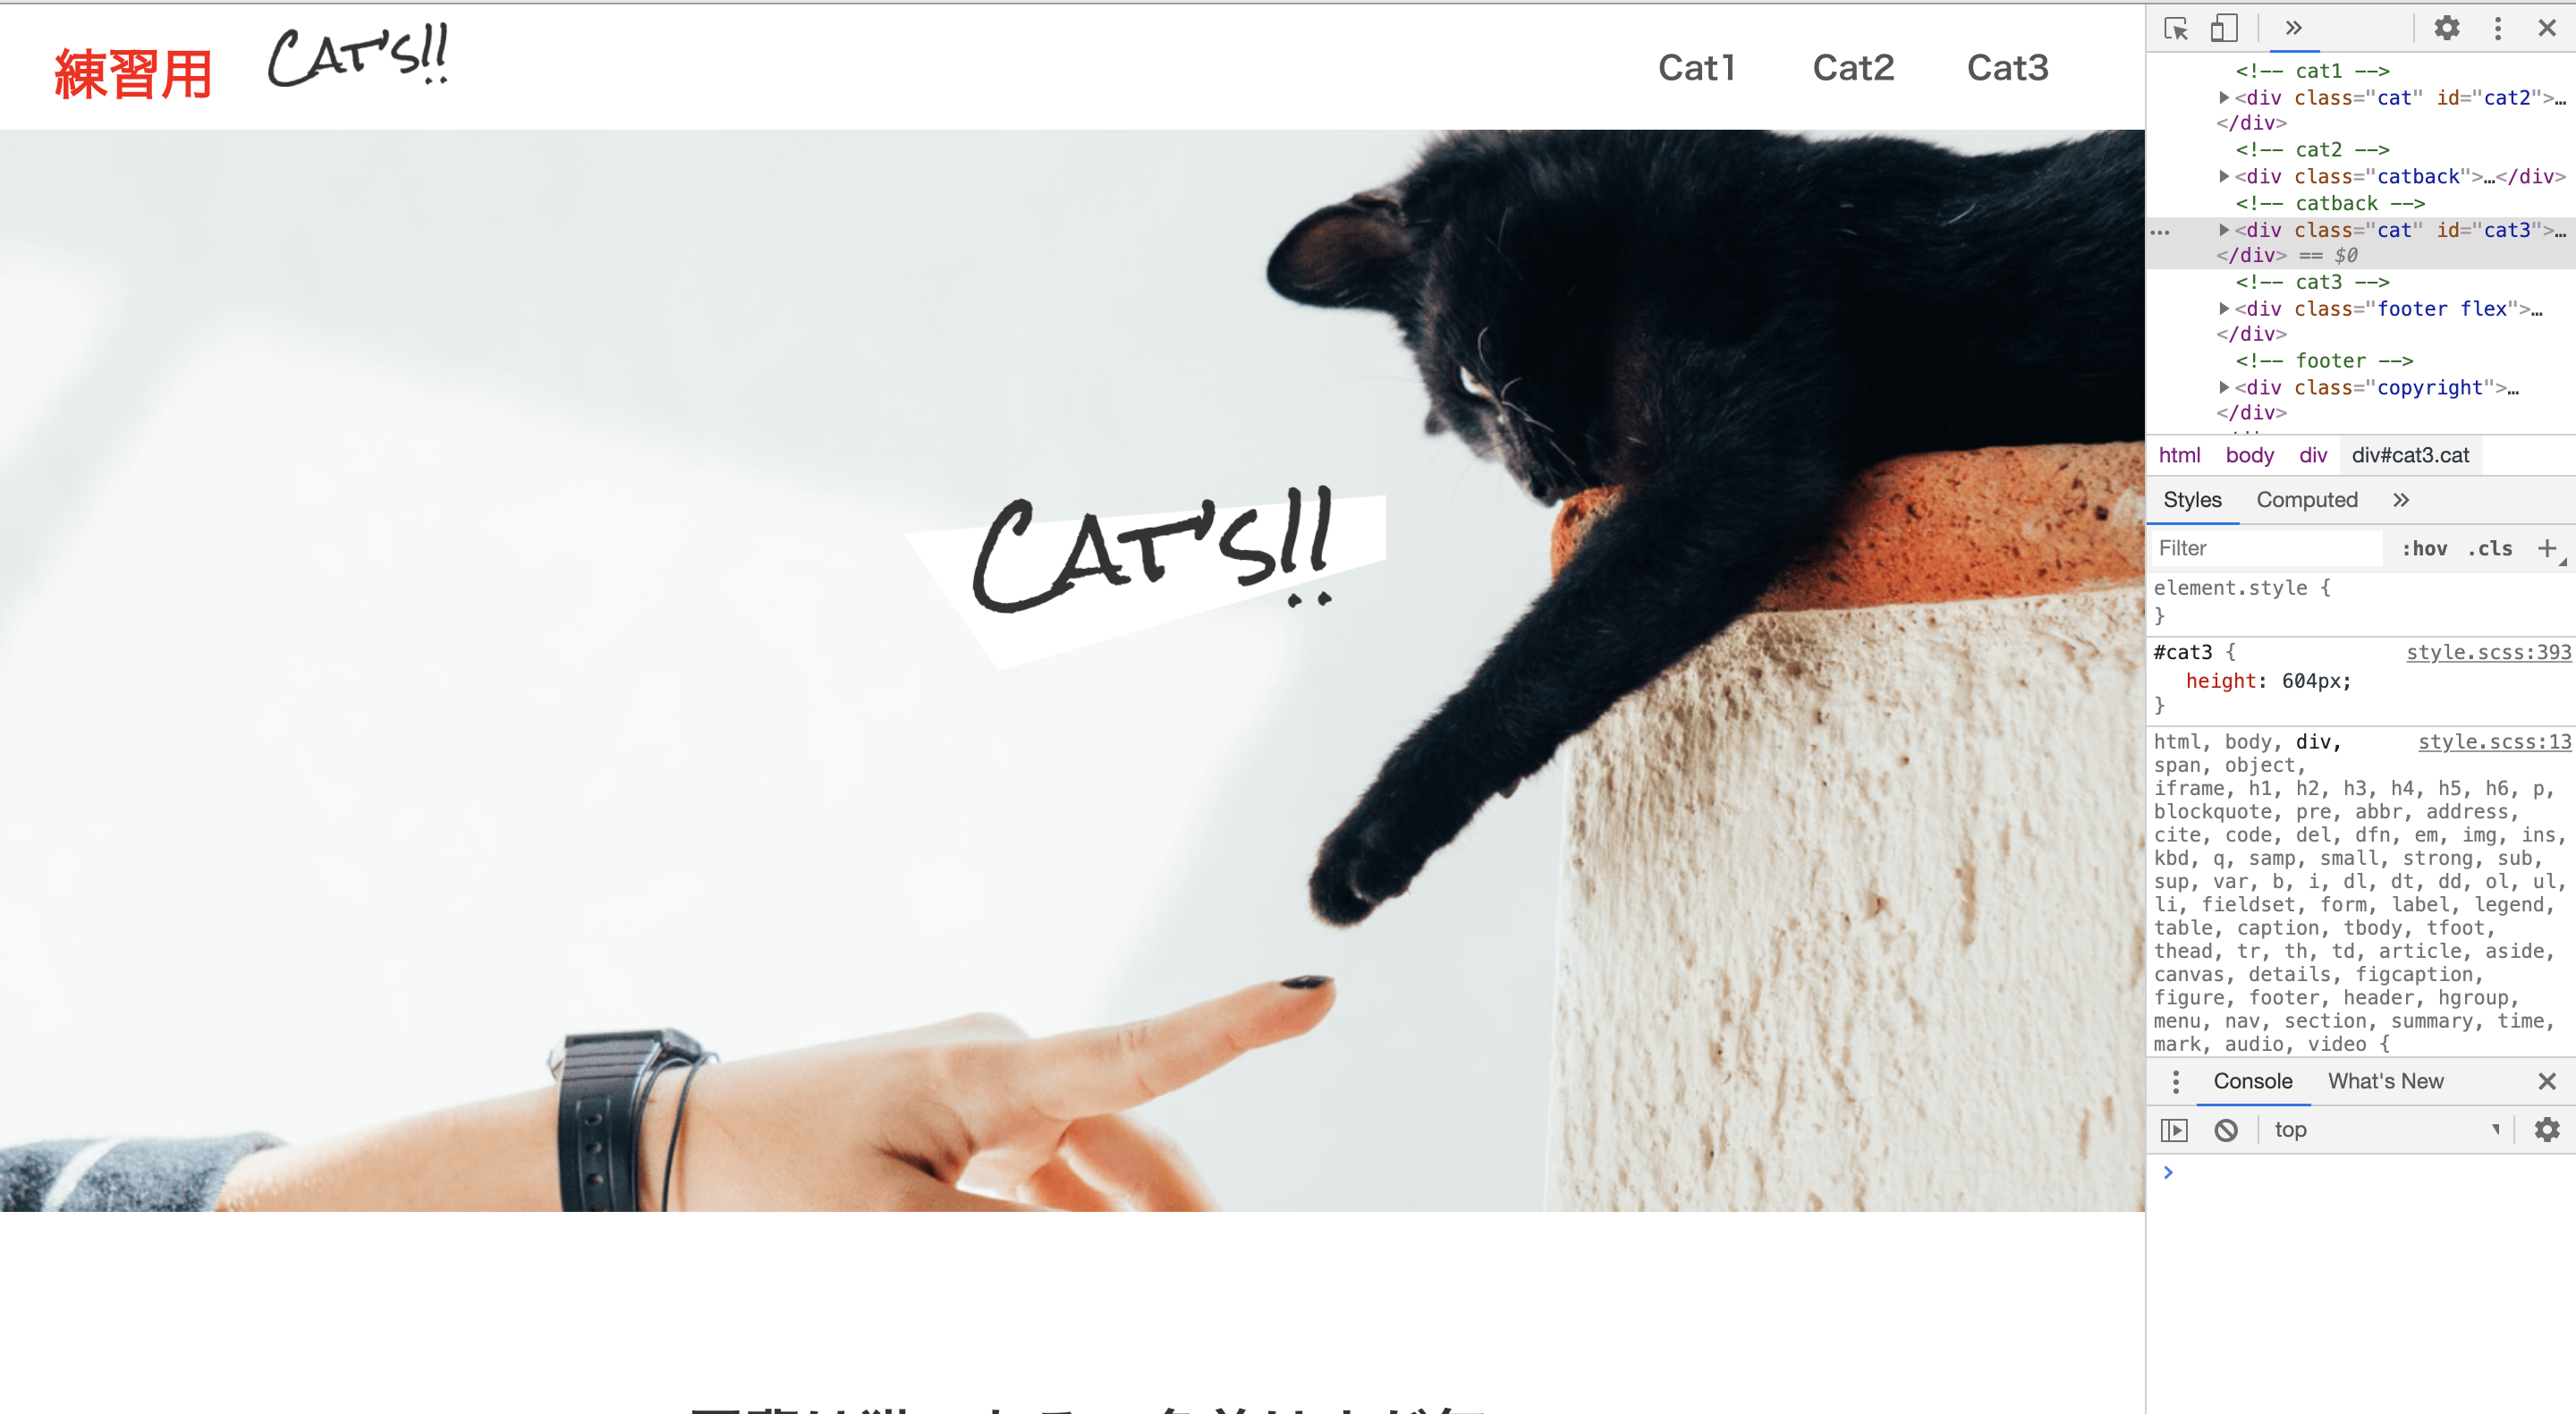 練習用
CAT'S!!
Cat1 Cat2 Cat3
CAT'S!!
<!-- cat1 -->
<div class="cat" id="cat2">…
</div>
<!-- cat2 -->
<div class="catback">…</div>
<!-- catback -->
… <div class="cat" id="cat3">…
</div> == $0
<!-- cat3 -->
<div class="footer flex">…
</div>
<!-- footer -->
<div class="copyright">…
</div>
html body div div#cat3.cat
Styles Computed »
Filter :hov .cls +
element.style {
}
#cat3 { style.scss:393
height: 604px;
}
html, body, div, style.scss:13
span, object,
iframe, h1, h2, h3, h4, h5, h6, p,
blockquote, pre, abbr, address,
cite, code, del, dfn, em, img, ins,
kbd, q, samp, small, strong, sub,
sup, var, b, i, dl, dt, dd, ol, ul,
li, fieldset, form, label, legend,
table, caption, tbody, tfoot,
thead, tr, th, td, article, aside,
canvas, details, figcaption,
figure, footer, header, hgroup,
menu, nav, section, summary, time,
mark, audio, video {
Console What's New
top